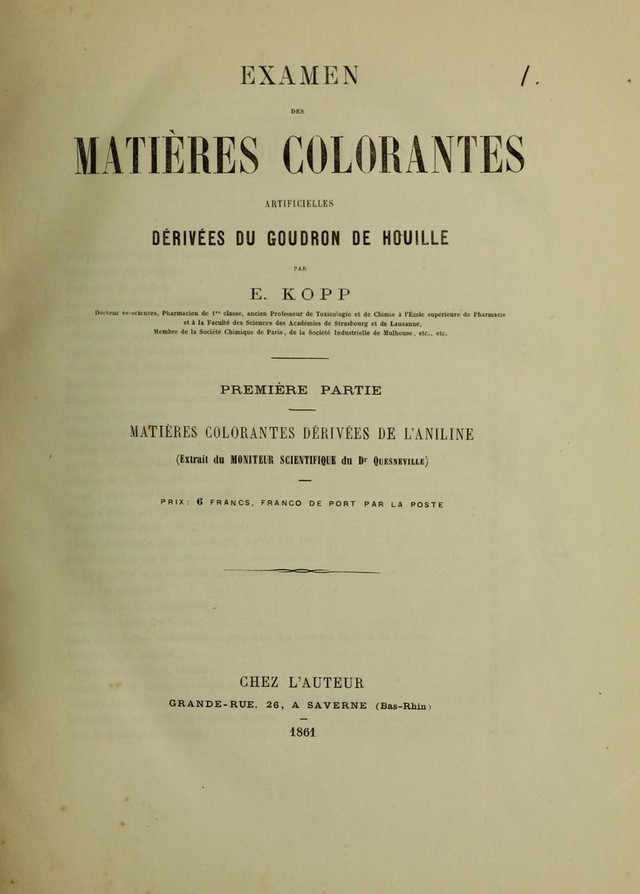 EXAMEN
1.
DES
MATIÈRES COLORANTES
ARTIFICIELLES
DÉRIVÉES DU GOUDRON DE HOUILLE
PAR
E. KOPP
Docteur es-sciences, Pharmacien de 1re classe, ancien Professeur de Toxicologie et de Chimie à l'École supérieure de Pharmacie
et à la Faculté des Sciences des Académies de Strasbourg et de Lausanne,
Membre de la Société Chimique de Paris, de la Société Industrielle de Mulhouse, etc., etc.
PREMIÈRE PARTIE
MATIÈRES COLORANTES DÉRIVÉES DE L'ANILINE
(Extrait du MONITEUR SCIENTIFIQUE du Dr QUESNEVILLE)
PRIX: 6 FRANCS, FRANCO DE PORT PAR LA POSTE
CHEZ L'AUTEUR
GRANDE-RUE, 26, A SAVERNE (Bas-Rhin)
1861